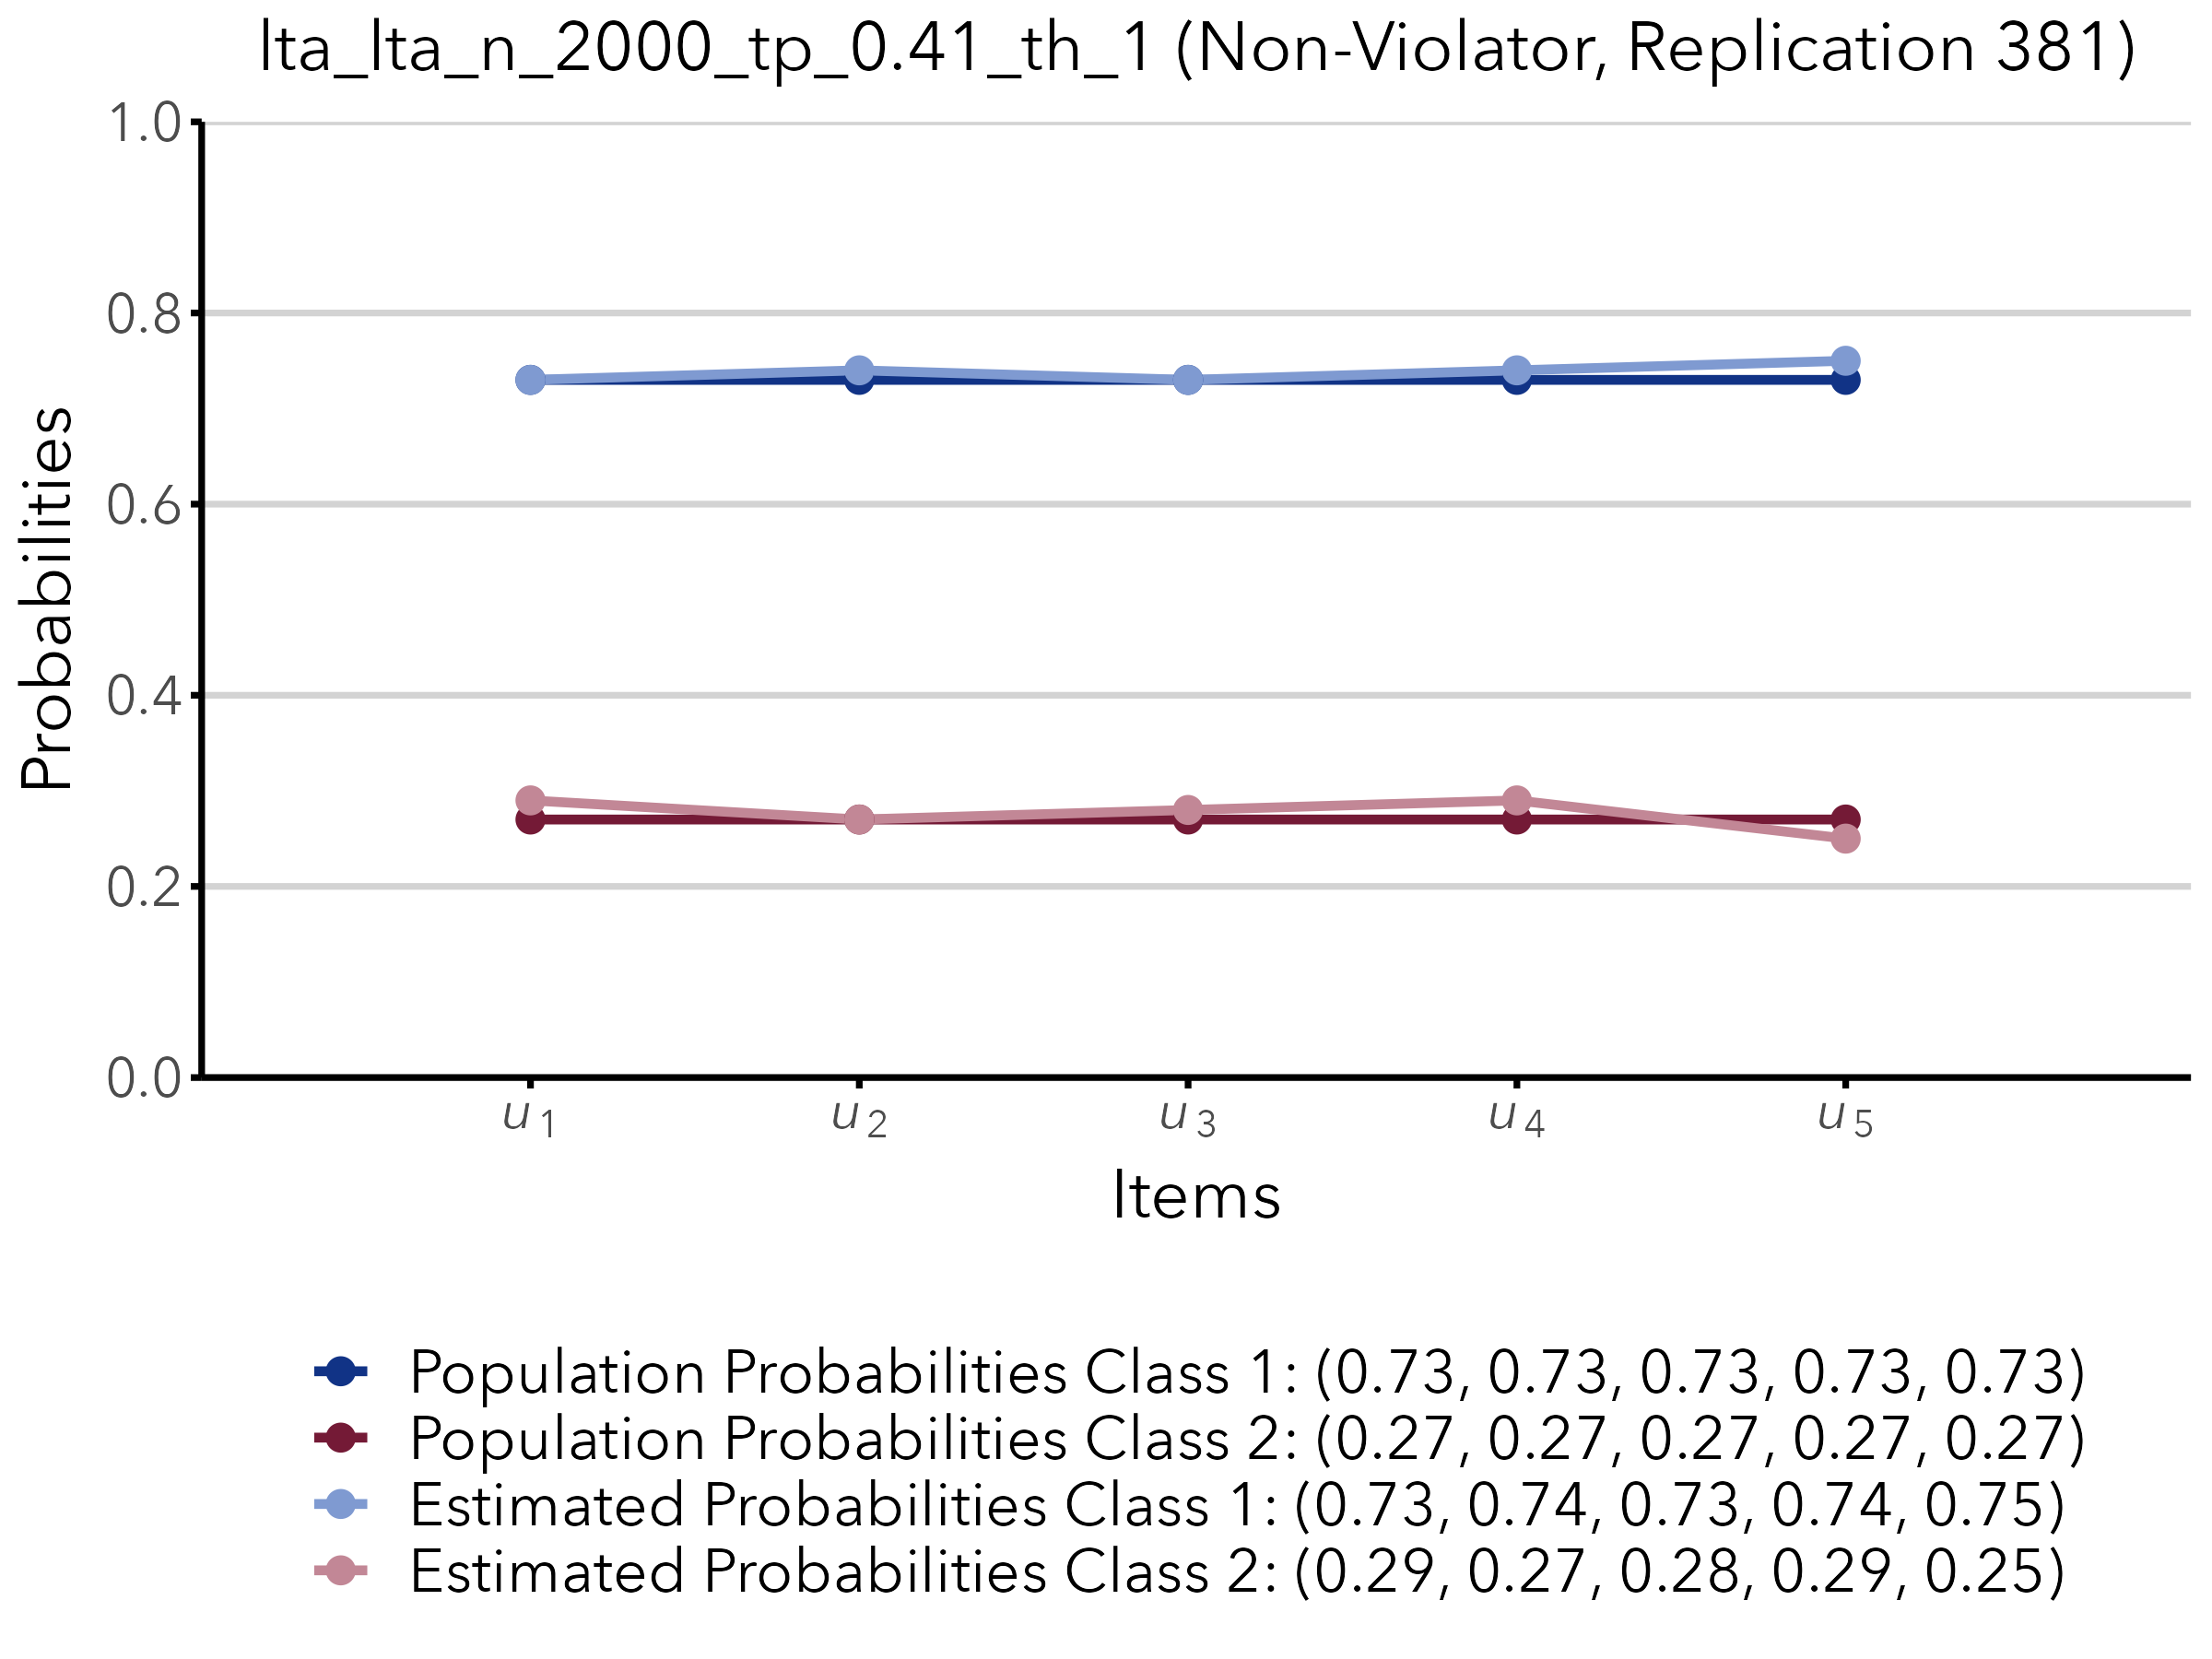 lta_lta_n_2000_tp_0.41_th_1 (Non-Violator, Replication 381)
1.0
0.8
0.6
0.4
0.2
0.0
Probabilities
u1
u2
u3
u4
u5
Items
Population Probabilities Class 1: (0.73, 0.73, 0.73, 0.73, 0.73)
Population Probabilities Class 2: (0.27, 0.27, 0.27, 0.27, 0.27)
Estimated Probabilities Class 1: (0.73, 0.74, 0.73, 0.74, 0.75)
Estimated Probabilities Class 2: (0.29, 0.27, 0.28, 0.29, 0.25)